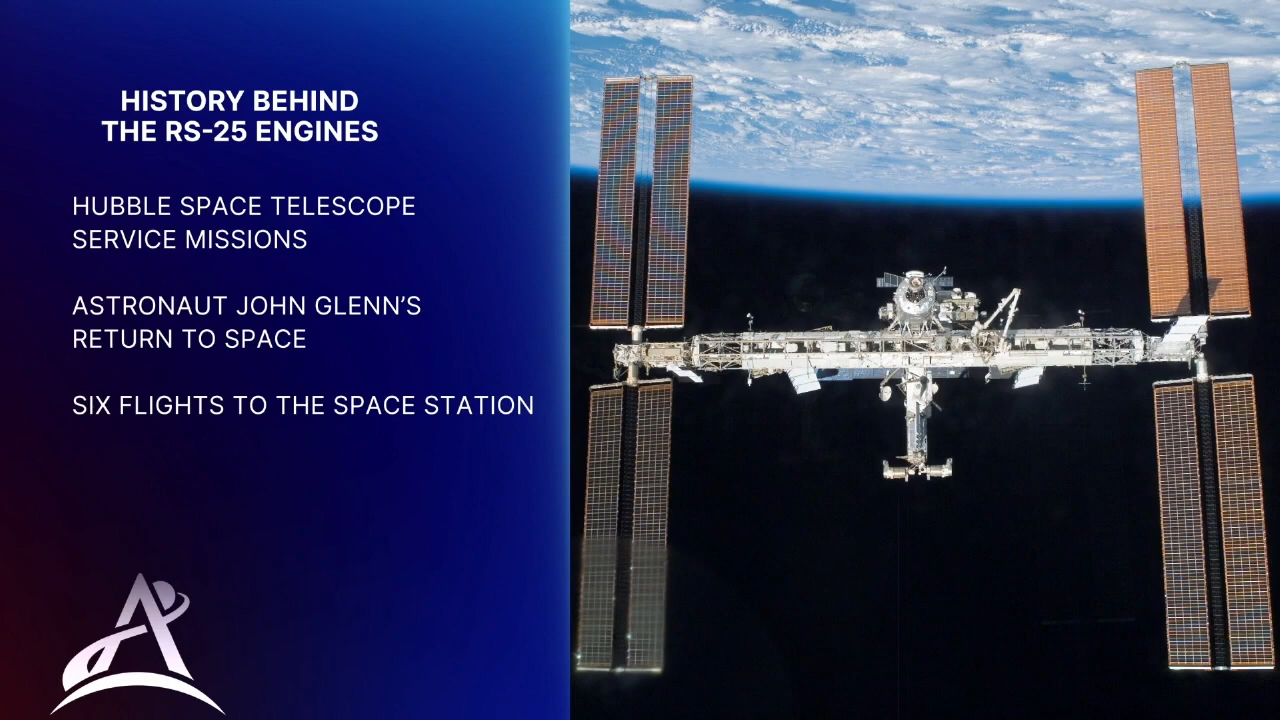 HISTORY BEHIND
THE RS-25 ENGINES
HUBBLE SPACE TELESCOPE
SERVICE MISSIONS
ASTRONAUT JOHN GLENN’S
RETURN TO SPACE
SIX FLIGHTS TO THE SPACE STATION